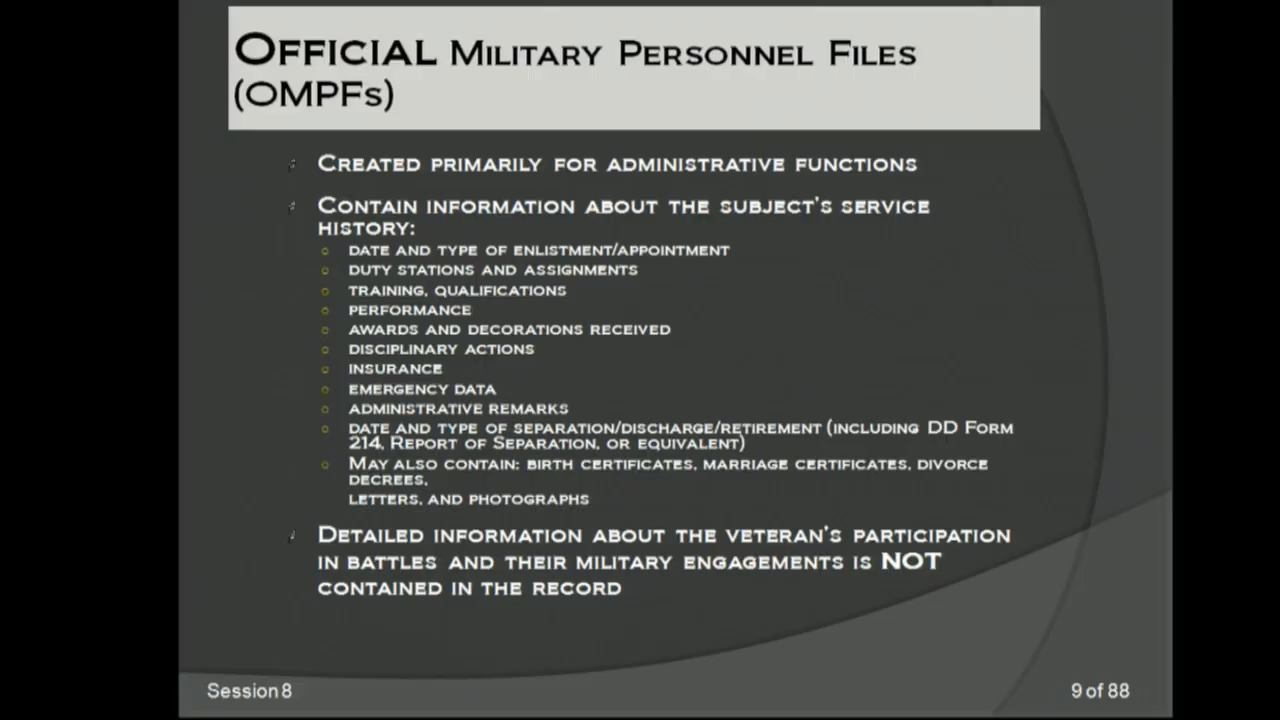 OFFICIAL MILITARY PERSONNEL FILES
(OMPFS)
CREATED PRIMARILY FOR ADMINISTRATIVE FUNCTIONS
CONTAIN INFORMATION ABOUT THE SUBJECT'S SERVICE
HISTORY:
DATE AND TYPE OF ENLISTMENT/APPOINTMENT
DUTY STATIONS AND ASSIGNMENTS
TRAINING, QUALIFICATIONS
PERFORMANCE
AWARDS AND DECORATIONS RECEIVED
DISCIPLINARY ACTIONS
INSURANCE
EMERGENCY DATA
ADMINISTRATIVE REMARKS
DATE AND TYPE OF SEPARATION/DISCHARGE/RETIREMENT (INCLUDING DD FORM
214, REPORT OF SEPARATION, OR EQUIVALENT)
MAY ALSO CONTAIN: BIRTH CERTIFICATES, MARRIAGE CERTIFICATES, DIVORCE
DECREES,
LETTERS, AND PHOTOGRAPHS
DETAILED INFORMATION ABOUT THE VETERAN'S PARTICIPATION
IN BATTLES AND THEIR MILITARY ENGAGEMENTS IS NOT
CONTAINED IN THE RECORD
Session 8
9 of 88